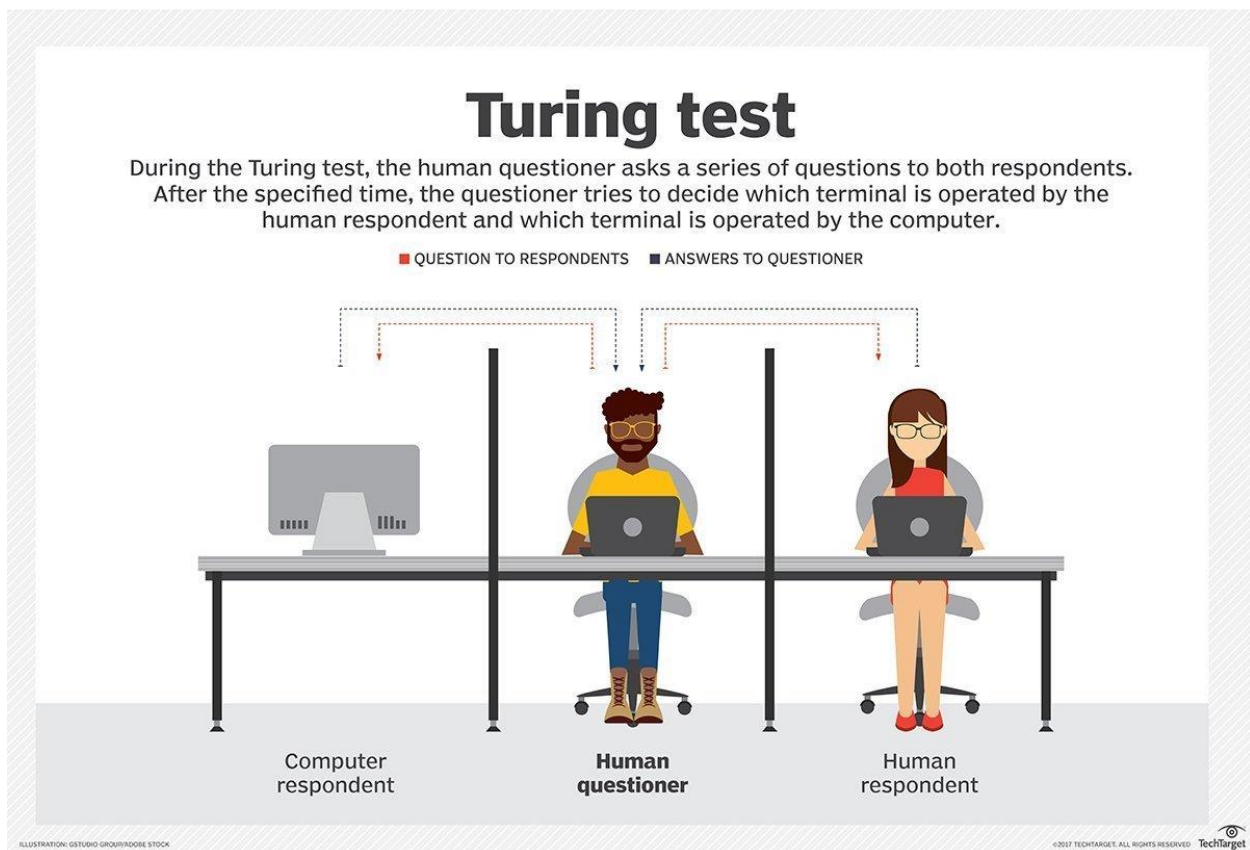 Turing test
During the Turing test, the human questioner asks a series of questions to both respondents.
After the specified time, the questioner tries to decide which terminal is operated by the
human respondent and which terminal is operated by the computer.
QUESTION TO RESPONDENTS ANSWERS TO QUESTIONER
Computer
respondent
Human
questioner
Human
respondent
ILLUSTRATION: GSTUDIO GROUP/ADOBE STOCK
©2017 TECHTARGET. ALL RIGHTS RESERVED TechTarget